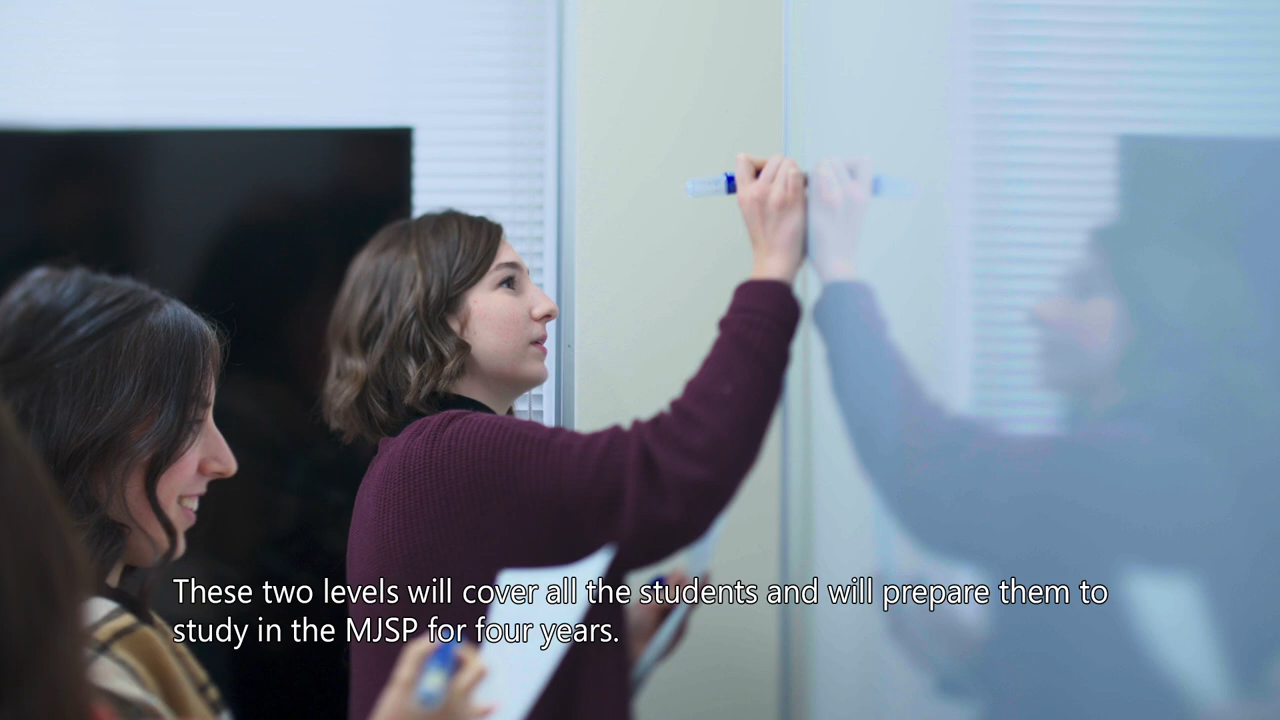 These two levels will cover all the students and will prepare them to
study in the MJSP for four years.